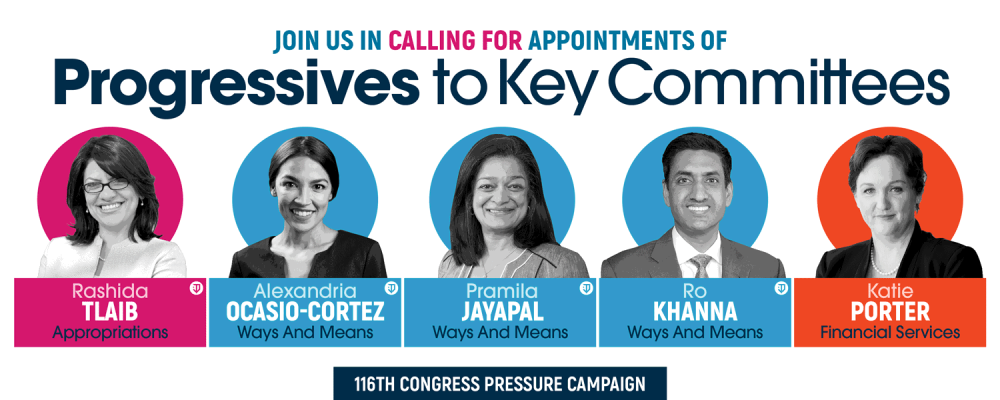 JOIN US IN CALLING FOR APPOINTMENTS OF
Progressives to Key Committees
Rashida
TLAIB
Appropriations
Alexandria
OCASIO-CORTEZ
Ways And Means
Pramila
JAYAPAL
Ways And Means
Ro
KHANNA
Ways And Means
Katie
PORTER
Financial Services
116TH CONGRESS PRESSURE CAMPAIGN